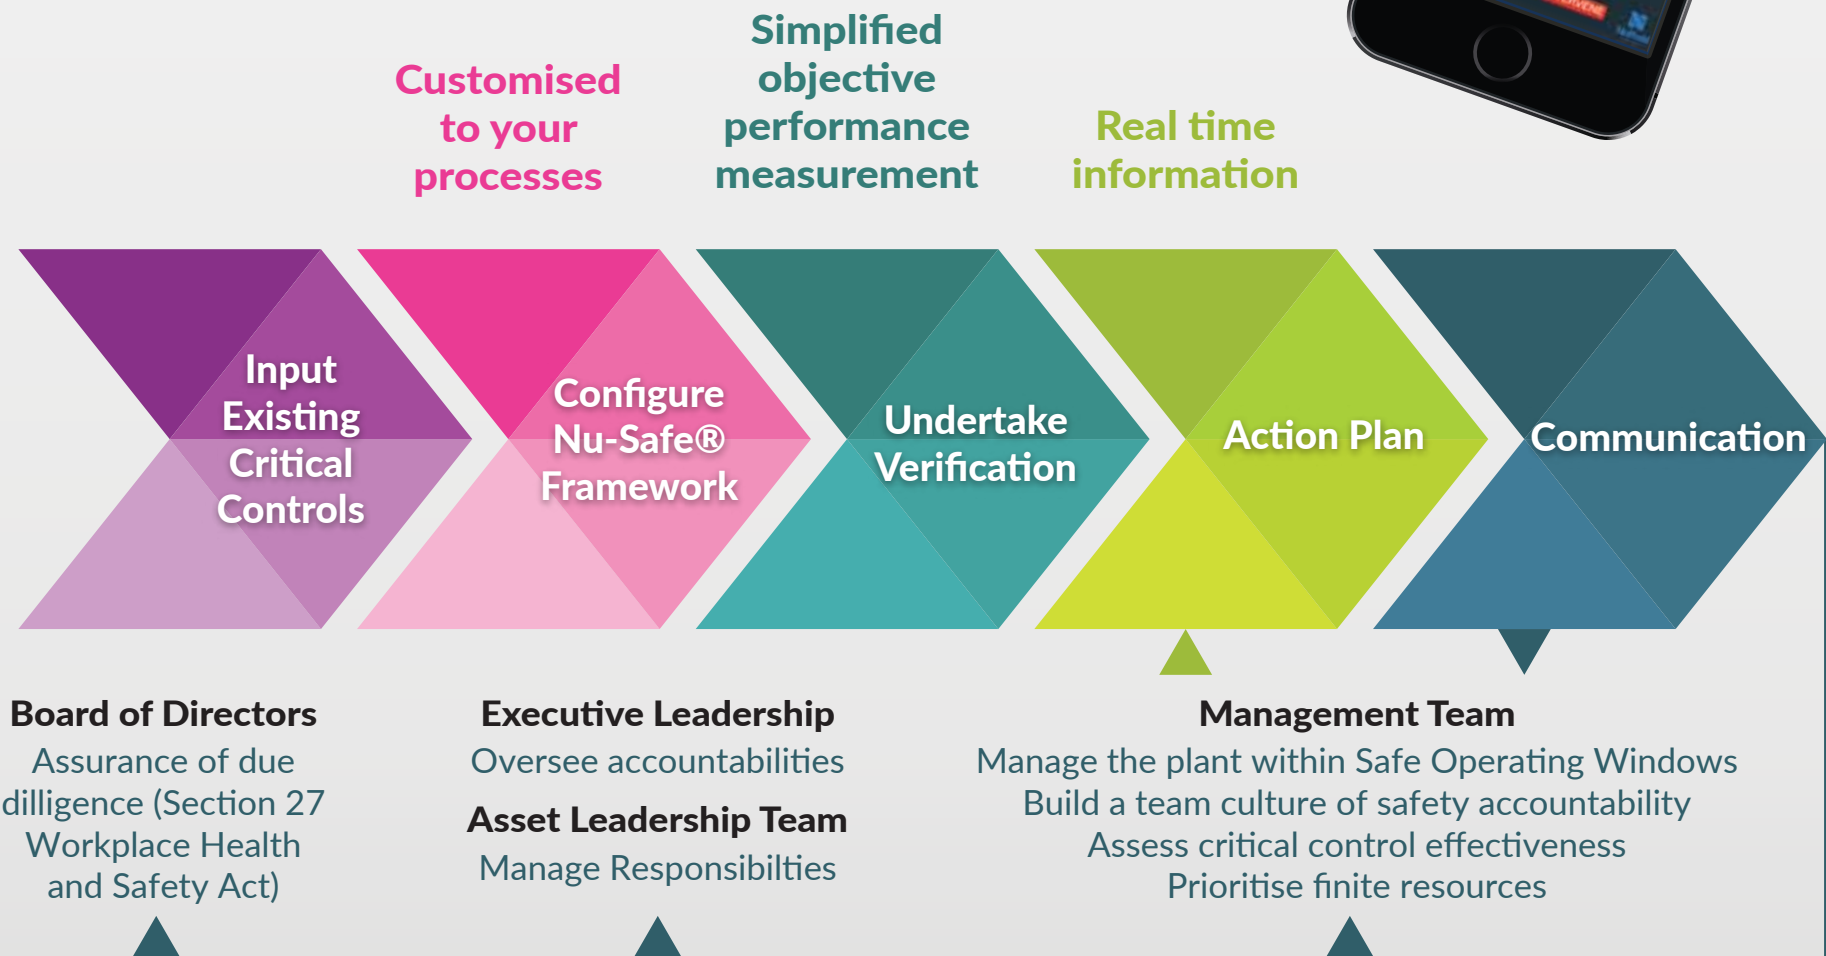 Customised
to your
processes
Simplified
objective
performance
measurement
Real time
information
Input
Existing
Critical
Controls
Configure
Nu-Safe®
Framework
Undertake
Verification
Action Plan
Communication
Board of Directors
Assurance of due
dilligence (Section 27
Workplace Health
and Safety Act)
Executive Leadership
Oversee accountabilities
Asset Leadership Team
Manage Responsibilties
Management Team
Manage the plant within Safe Operating Windows
Build a team culture of safety accountability
Assess critical control effectiveness
Prioritise finite resources